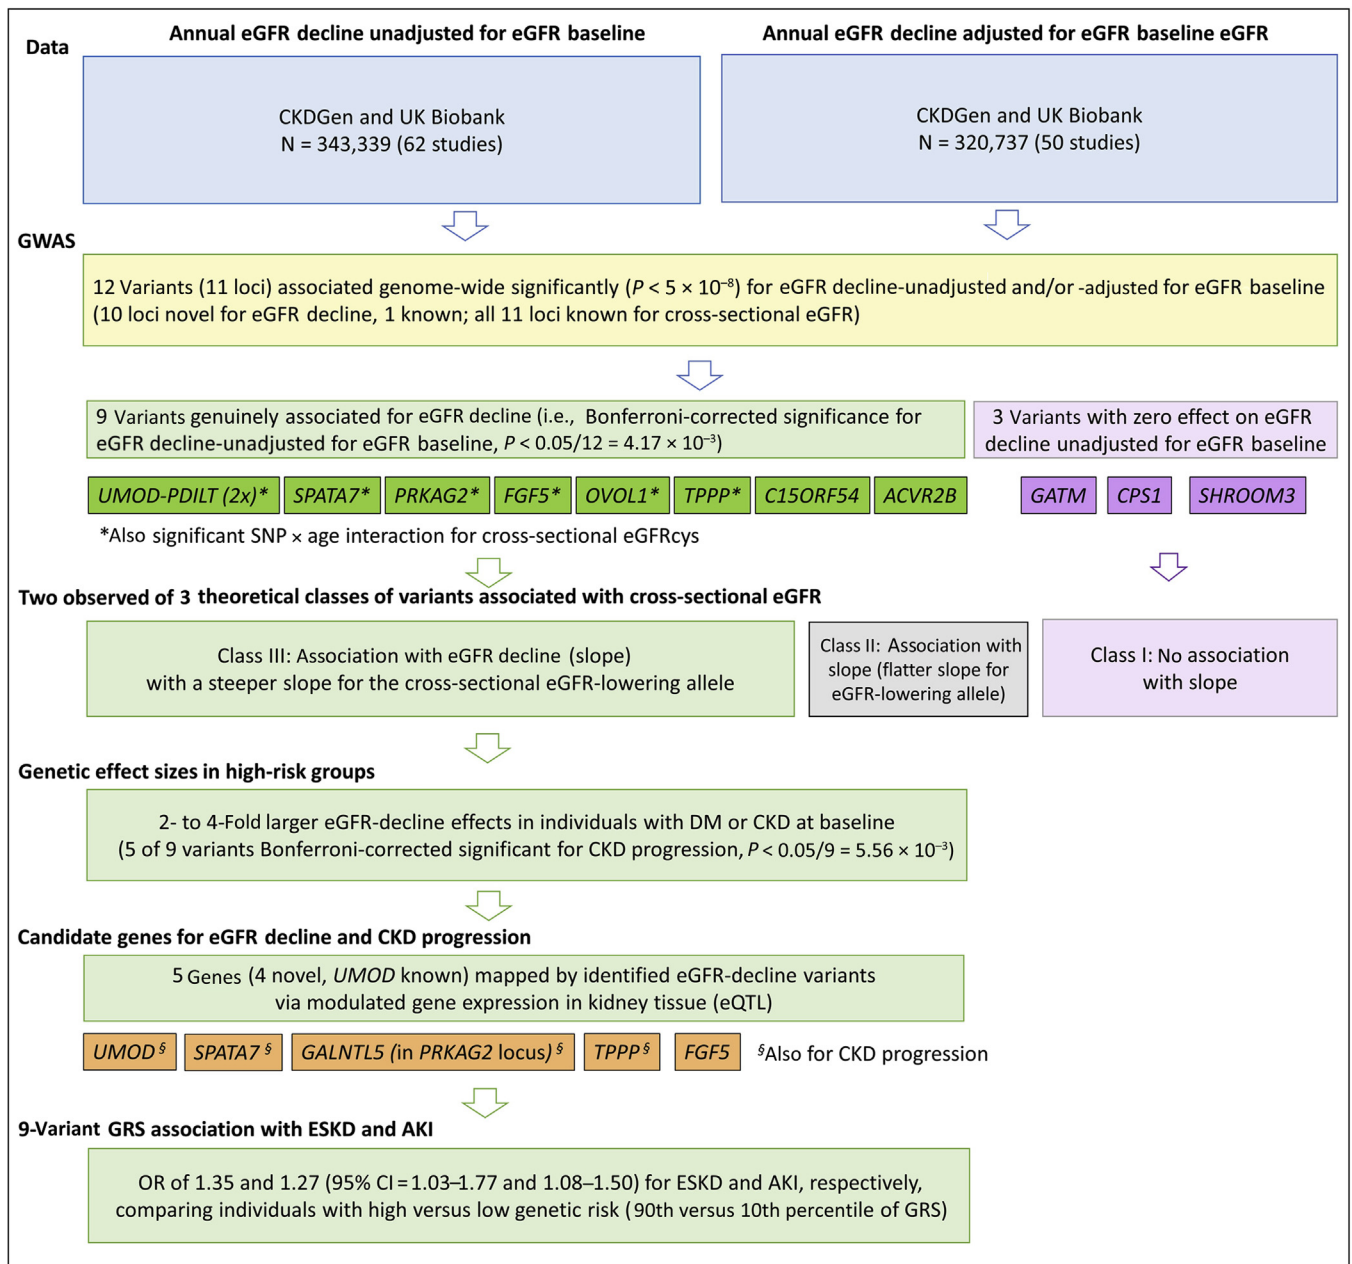 Annual eGFR decline unadjusted for eGFR baseline
Annual eGFR decline adjusted for eGFR baseline eGFR
Data
CKDGen and UK Biobank
N = 343,339 (62 studies)
CKDGen and UK Biobank
N = 320,737 (50 studies)
GWAS
12 Variants (11 loci) associated genome-wide significantly (P < 5 × 10⁻⁸) for eGFR decline-unadjusted and/or -adjusted for eGFR baseline
(10 loci novel for eGFR decline, 1 known; all 11 loci known for cross-sectional eGFR)
9 Variants genuinely associated for eGFR decline (i.e., Bonferroni-corrected significance for
eGFR decline-unadjusted for eGFR baseline, P < 0.05/12 = 4.17 × 10⁻³)
3 Variants with zero effect on eGFR
decline unadjusted for eGFR baseline
UMOD-PDILT (2x)*
SPATA7*
PRKAG2*
FGF5*
OVOL1*
TPPP*
C15ORF54
ACVR2B
GATM
CPS1
SHROOM3
*Also significant SNP × age interaction for cross-sectional eGFRcys
Two observed of 3 theoretical classes of variants associated with cross-sectional eGFR
Class III: Association with eGFR decline (slope)
with a steeper slope for the cross-sectional eGFR-lowering allele
Class II: Association with
slope (flatter slope for
eGFR-lowering allele)
Class I: No association
with slope
Genetic effect sizes in high-risk groups
2- to 4-Fold larger eGFR-decline effects in individuals with DM or CKD at baseline
(5 of 9 variants Bonferroni-corrected significant for CKD progression, P < 0.05/9 = 5.56 × 10⁻³)
Candidate genes for eGFR decline and CKD progression
5 Genes (4 novel, UMOD known) mapped by identified eGFR-decline variants
via modulated gene expression in kidney tissue (eQTL)
UMOD§
SPATA7§
GALNTL5 (in PRKAG2 locus)§
TPPP§
FGF5
§Also for CKD progression
9-Variant GRS association with ESKD and AKI
OR of 1.35 and 1.27 (95% CI = 1.03–1.77 and 1.08–1.50) for ESKD and AKI, respectively,
comparing individuals with high versus low genetic risk (90th versus 10th percentile of GRS)